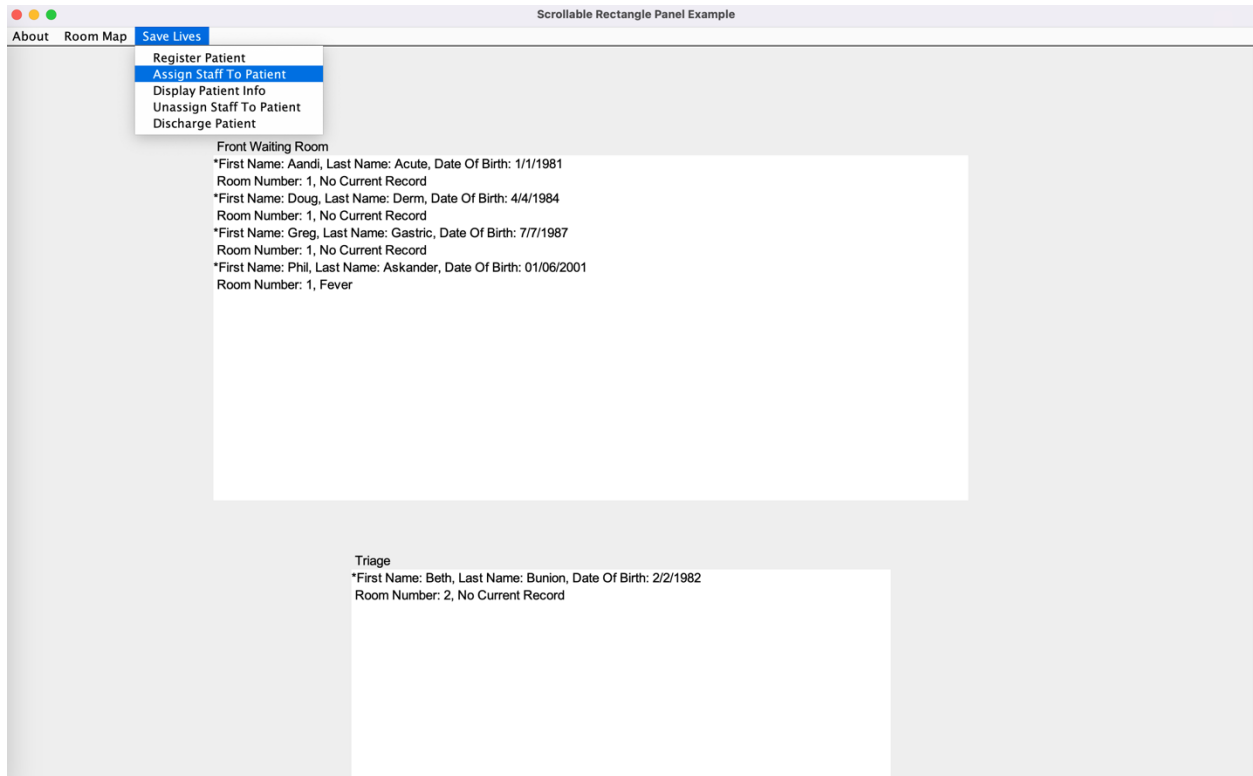 Scrollable Rectangle Panel Example
About Room Map Save Lives
Register Patient
Assign Staff To Patient
Display Patient Info
Unassign Staff To Patient
Discharge Patient
Front Waiting Room
*First Name: Aandi, Last Name: Acute, Date Of Birth: 1/1/1981
Room Number: 1, No Current Record
*First Name: Doug, Last Name: Derm, Date Of Birth: 4/4/1984
Room Number: 1, No Current Record
*First Name: Greg, Last Name: Gastric, Date Of Birth: 7/7/1987
Room Number: 1, No Current Record
*First Name: Phil, Last Name: Askander, Date Of Birth: 01/06/2001
Room Number: 1, Fever
Triage
*First Name: Beth, Last Name: Bunion, Date Of Birth: 2/2/1982
Room Number: 2, No Current Record